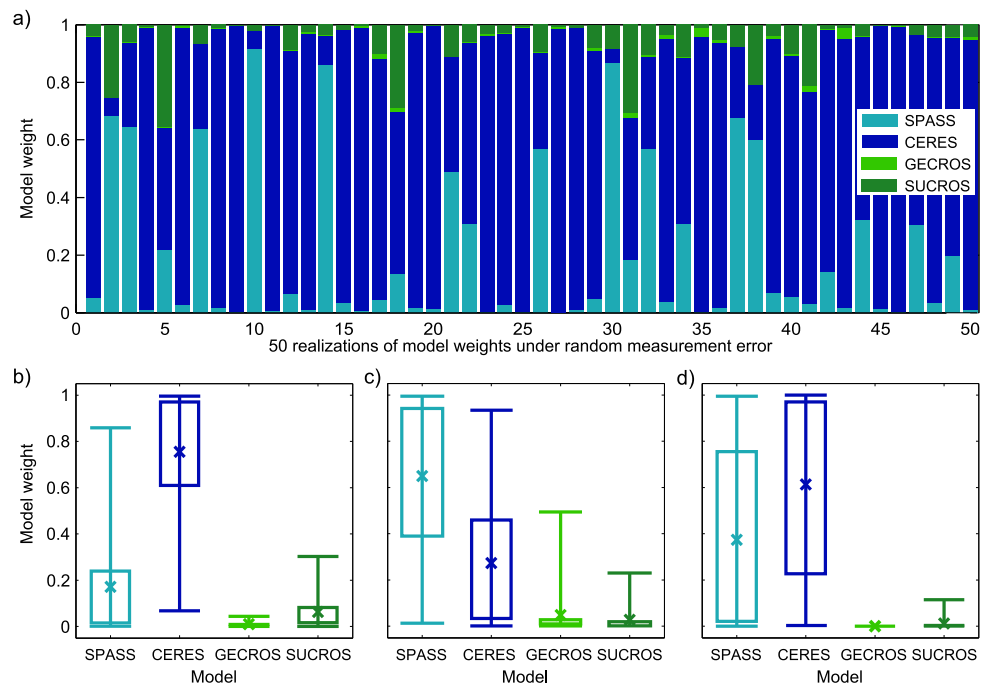 a)
1
0.8
0.6
0.4
0.2
0
Model weight
SPASS
CERES
GECROS
SUCROS
0 5 10 15 20 25 30 35 40 45 50
50 realizations of model weights under random measurement error
b) c) d)
1
0.8
0.6
0.4
0.2
0
Model weight
SPASS CERES GECROS SUCROS
Model
SPASS CERES GECROS SUCROS
Model
SPASS CERES GECROS SUCROS
Model